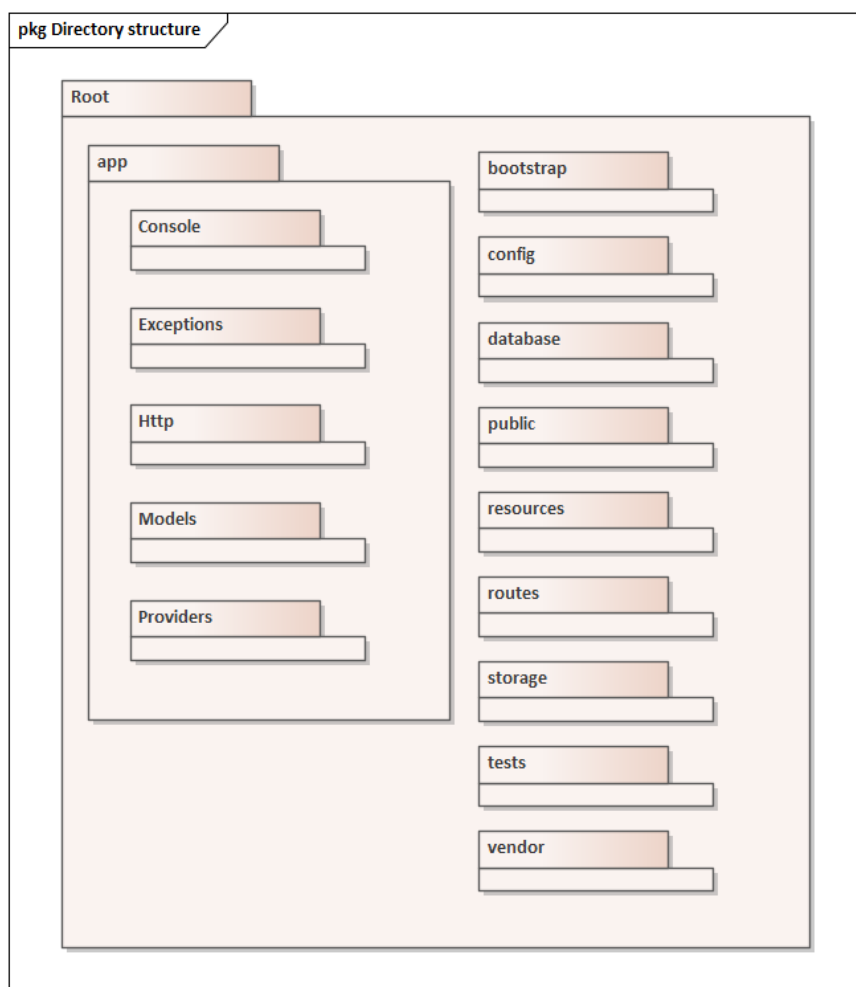 pkg Directory structure
Root
app
Console
Exceptions
Http
Models
Providers
bootstrap
config
database
public
resources
routes
storage
tests
vendor